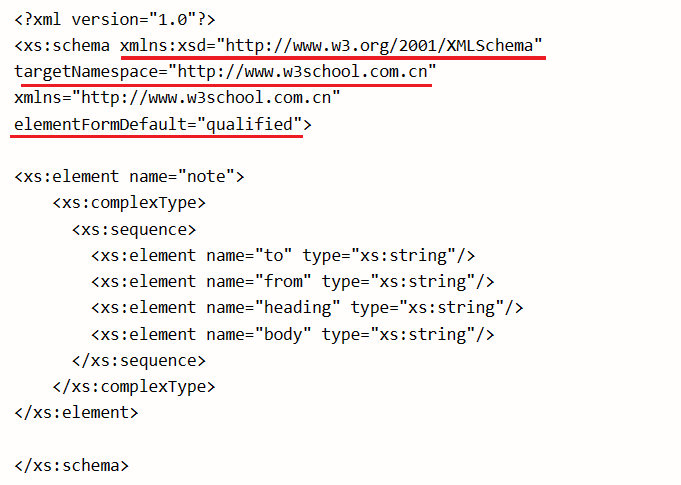 <?xml version="1.0"?>
<xs:schema xmlns:xsd="http://www.w3.org/2001/XMLSchema"
targetNamespace="http://www.w3school.com.cn"
xmlns="http://www.w3school.com.cn"
elementFormDefault="qualified">
<xs:element name="note">
<xs:complexType>
<xs:sequence>
<xs:element name="to" type="xs:string"/>
<xs:element name="from" type="xs:string"/>
<xs:element name="heading" type="xs:string"/>
<xs:element name="body" type="xs:string"/>
</xs:sequence>
</xs:complexType>
</xs:element>
</xs:schema>